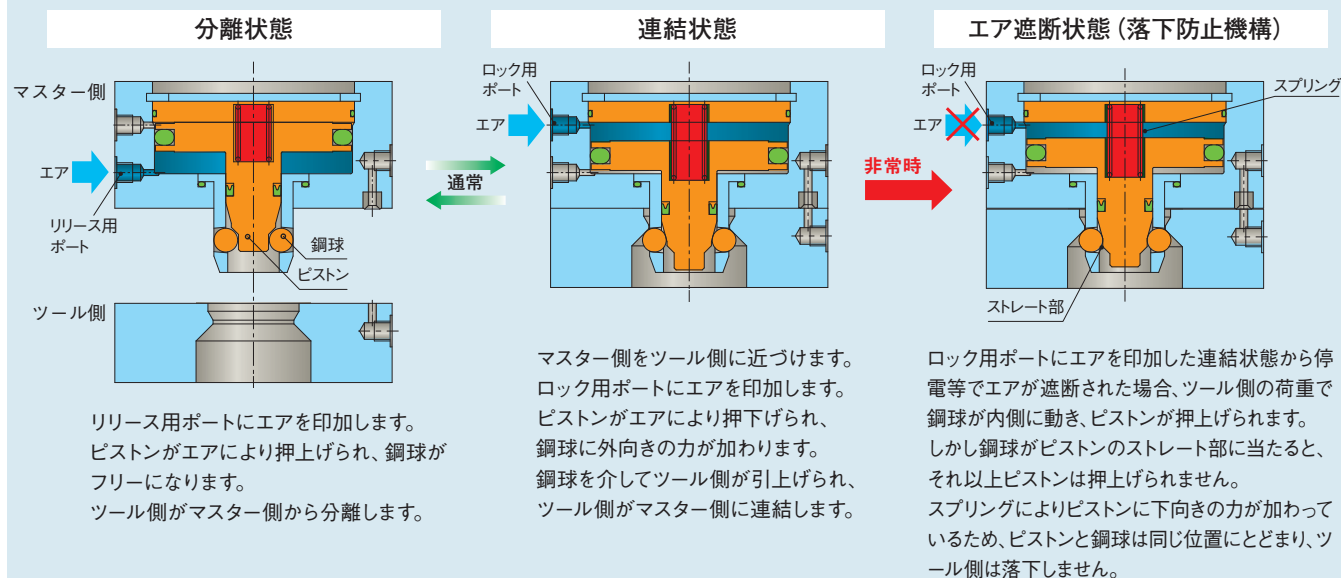 分離状態
マスター側
エア
リリース用
ポート
鋼球
ピストン
ツール側
リリース用ポートにエアを印加します。
ピストンがエアにより押上げられ、鋼球が
フリーになります。
ツール側がマスター側から分離します。
通常
連結状態
ロック用
ポート
エア
マスター側をツール側に近づけます。
ロック用ポートにエアを印加します。
ピストンがエアにより押下げられ、
鋼球に外向きの力が加わります。
鋼球を介してツール側が引上げられ、
ツール側がマスター側に連結します。
非常時
エア遮断状態(落下防止機構)
ロック用
ポート
エア
スプリング
ストレート部
ロック用ポートにエアを印加した連結状態から停
電等でエアが遮断された場合、ツール側の荷重で
鋼球が内側に動き、ピストンが押上げられます。
しかし鋼球がピストンのストレート部に当たると、
それ以上ピストンは押上げられません。
スプリングによりピストンに下向きの力が加わって
いるため、ピストンと鋼球は同じ位置にとどまり、ツ
ール側は落下しません。